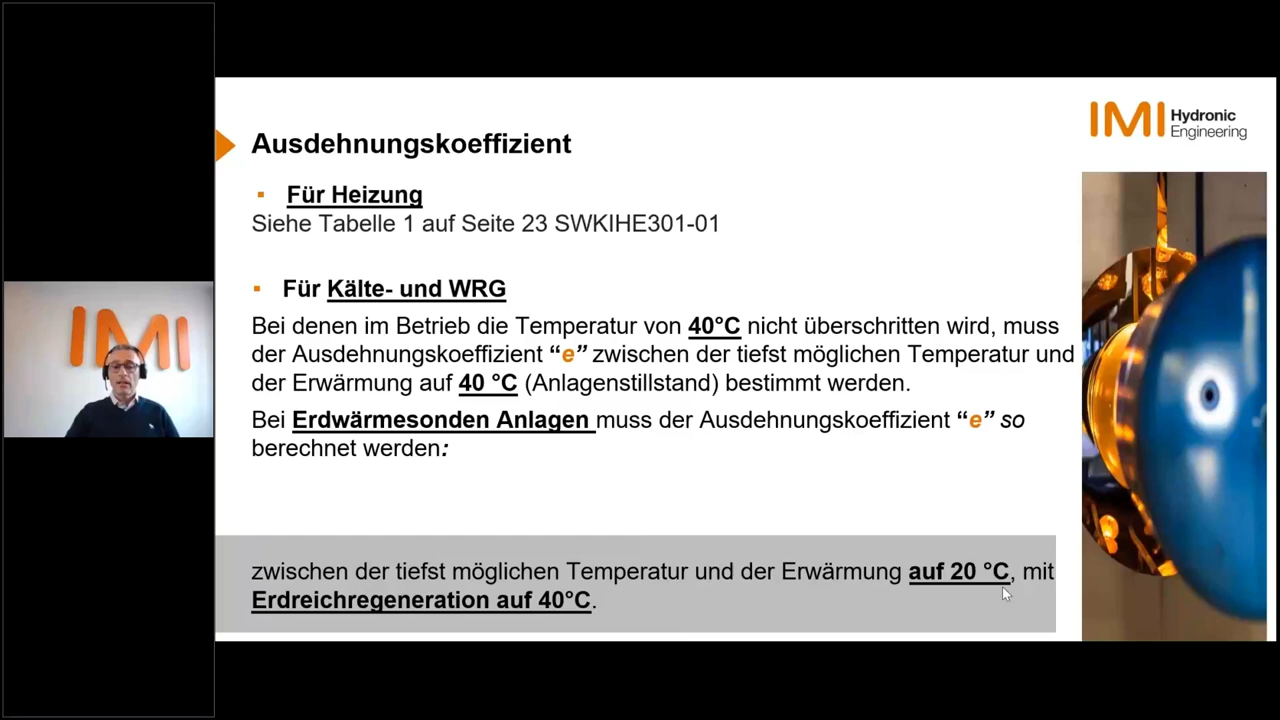 IMI Hydronic
Engineering
Ausdehnungskoeffizient
▪ Für Heizung
Siehe Tabelle 1 auf Seite 23 SWKIHE301-01
▪ Für Kälte- und WRG
Bei denen im Betrieb die Temperatur von 40°C nicht überschritten wird, muss
der Ausdehnungskoeffizient “e” zwischen der tiefst möglichen Temperatur und
der Erwärmung auf 40 °C (Anlagenstillstand) bestimmt werden.
Bei Erdwärmesonden Anlagen muss der Ausdehnungskoeffizient “e” so
berechnet werden:
zwischen der tiefst möglichen Temperatur und der Erwärmung auf 20 °C, mit
Erdreichregeneration auf 40°C.
IMI